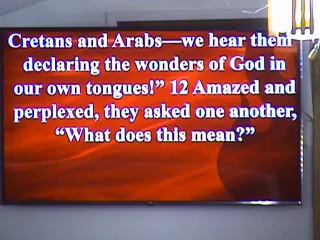 Cretans and Arabs—we hear them
declaring the wonders of God in
our own tongues!” 12 Amazed and
perplexed, they asked one another,
“What does this mean?”